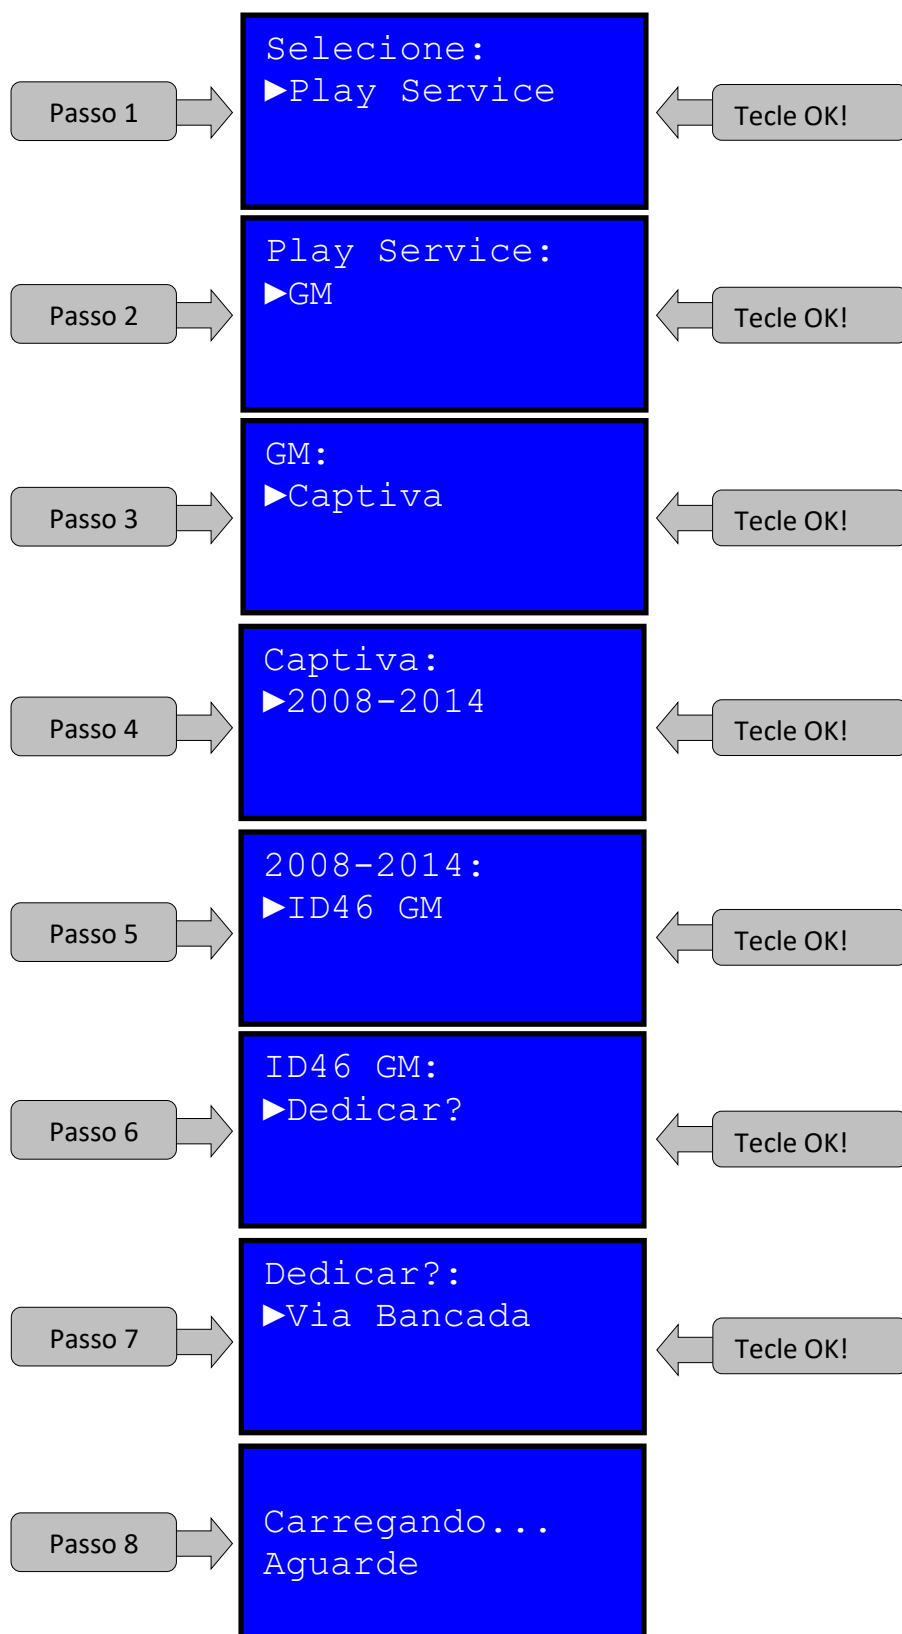 Passo 1
Selecione:
►Play Service
Tecle OK!
Passo 2
Play Service:
►GM
Tecle OK!
Passo 3
GM:
►Captiva
Tecle OK!
Passo 4
Captiva:
►2008-2014
Tecle OK!
Passo 5
2008-2014:
►ID46 GM
Tecle OK!
Passo 6
ID46 GM:
►Dedicar?
Tecle OK!
Passo 7
Dedicar?:
►Via Bancada
Tecle OK!
Passo 8
Carregando...
Aguarde